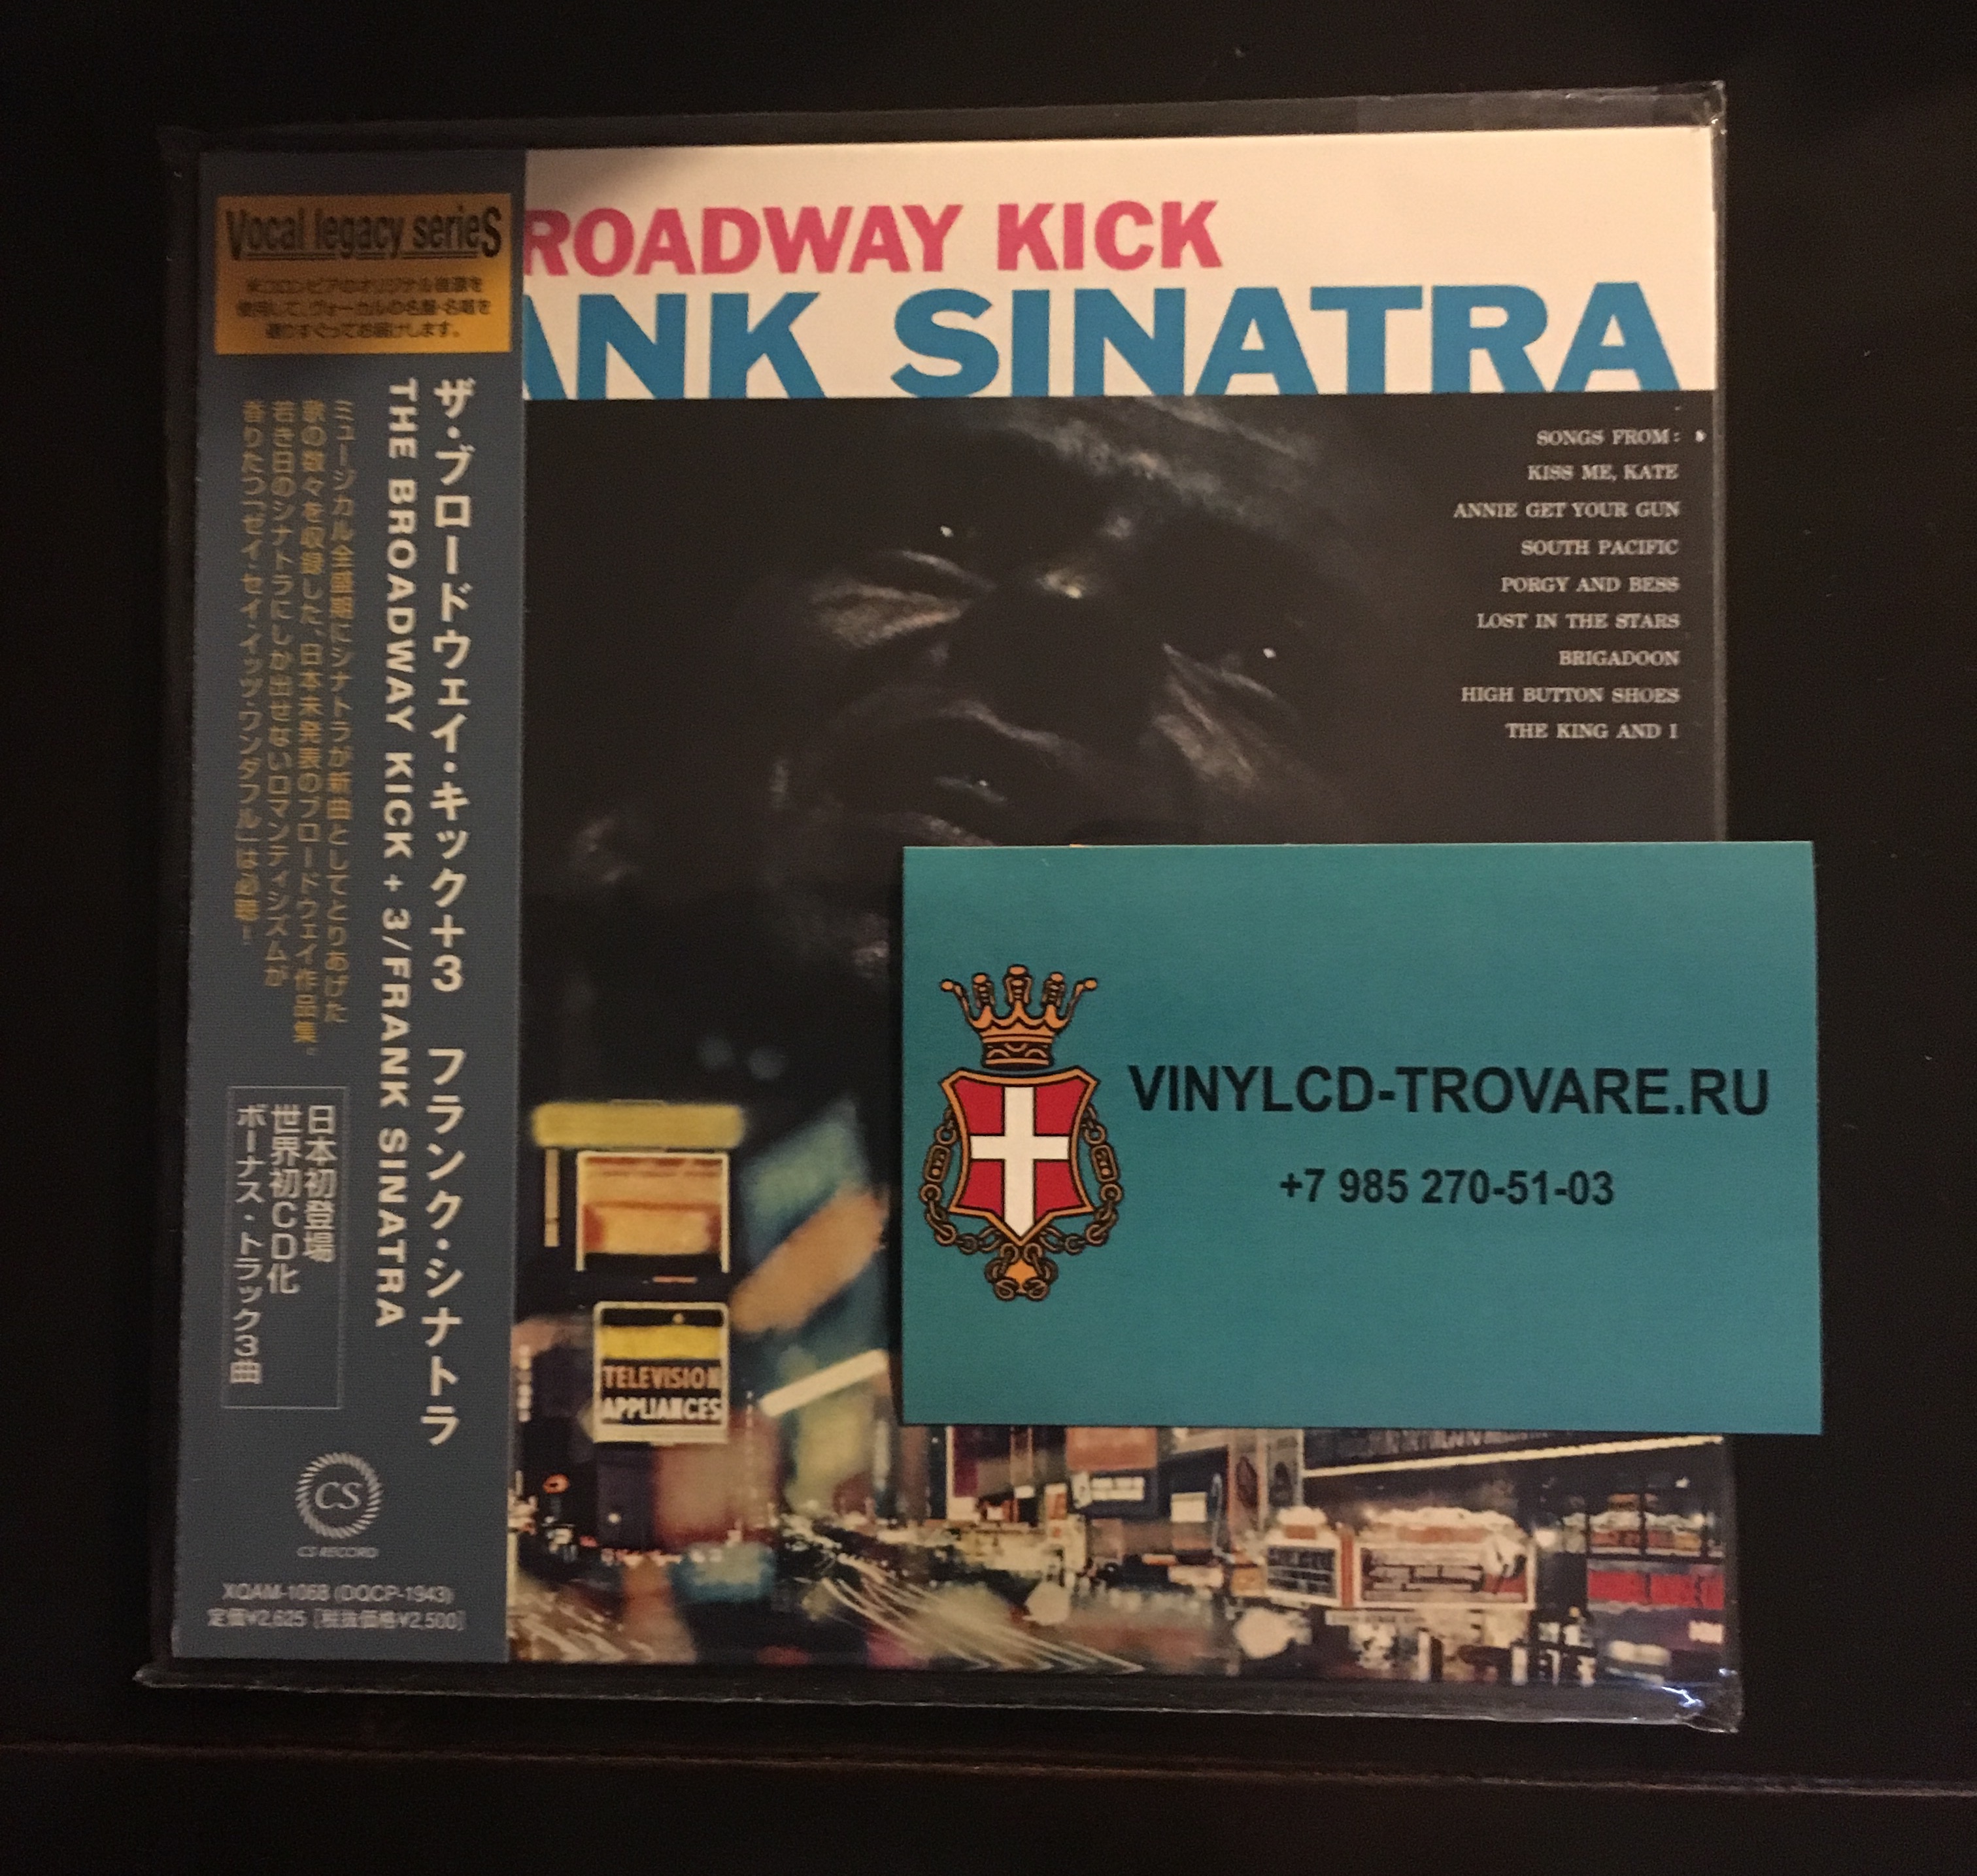 Vocal legacy serieS
米コロンビアのオリジナル音源を
使用して、ヴォーカルの名盤・名唱を
選りすぐってお届けします。
ザ・ブロードウェイ・キック+3 フランク・シナトラ
THE BROADWAY KICK + 3/FRANK SINATRA
ミュージカル全盛期にシナトラが新曲としてとりあげた
歌の数々を収録した、日本未発表のブロードウェイ作品集。
若き日のシナトラにしか出せないロマンティシズムが
香りたつ「セイ・セイ・イッツ・ワンダフル」は必聴!
日本初登場
世界初CD化
ボーナス・トラック3曲
CS
CS RECORD
XQAM-1068 (DQCP-1943)
定価¥2,625 [税抜価格¥2,500]
ROADWAY KICK
ANK SINATRA
SONGS FROM:
KISS ME, KATE
ANNIE GET YOUR GUN
SOUTH PACIFIC
PORGY AND BESS
LOST IN THE STARS
BRIGADOON
HIGH BUTTON SHOES
THE KING AND I
VINYLCD-TROVARE.RU
+7 985 270-51-03
TELEVISION
APPLIANCES